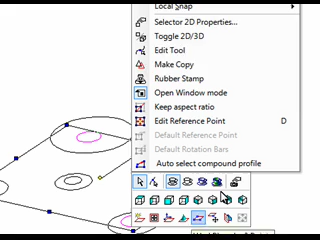 Local Snap
Selector 2D Properties...
Toggle 2D/3D
Edit Tool
Make Copy
Rubber Stamp
Open Window mode
Keep aspect ratio
Edit Reference Point D
Default Reference Point
Default Rotation Bars
Auto select compound profile